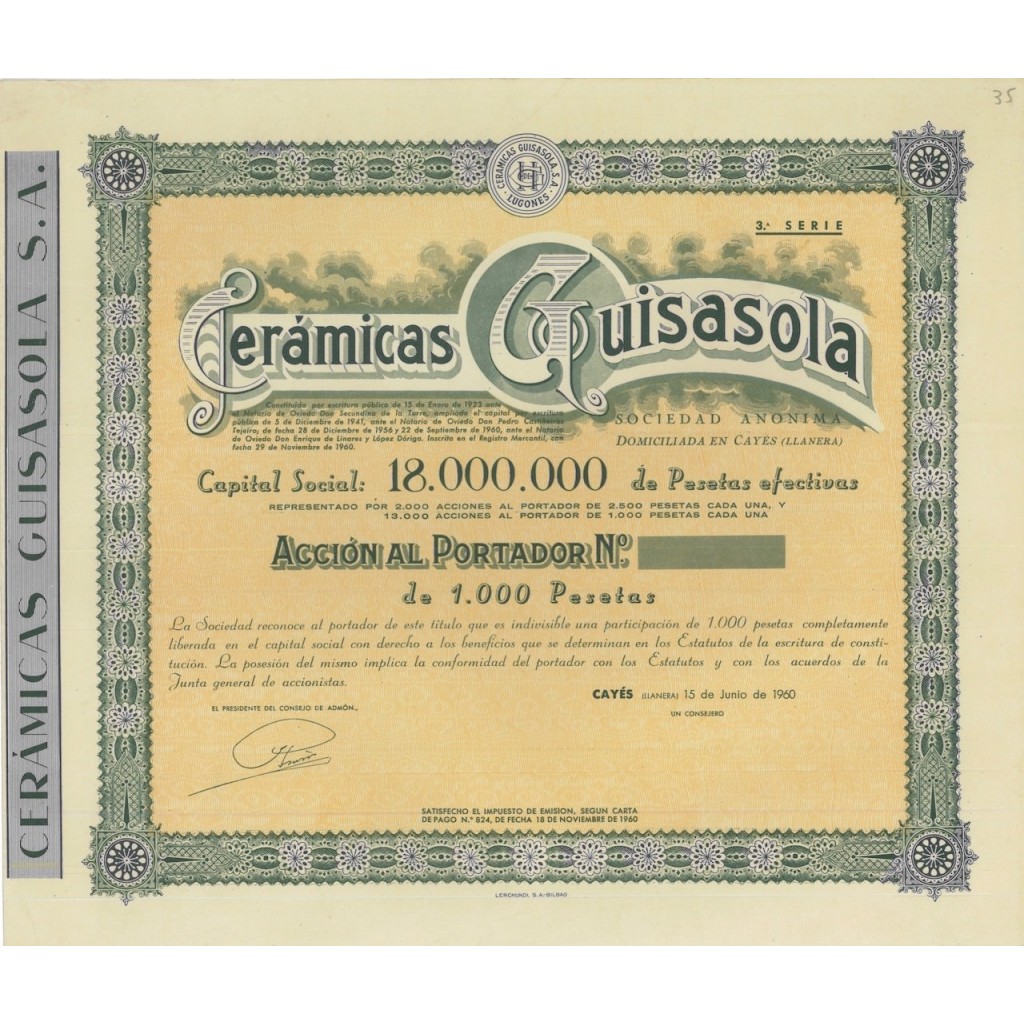 35
CERÁMICAS GUISASOLA S.A.
CERAMICAS GUISASOLA, S.A.
LUGONES
3.ª SERIE
Cerámicas Guisasola
Constituída por escritura pública de 15 de Enero de 1923 ante
el Notario de Oviedo Don Secundino de la Torre, ampliado el capital por escritura
pública de 5 de Diciembre de 1941, ante el Notario de Oviedo Don Pedro Castiñeiras
Teijeiro; de fecha 28 de Diciembre de 1956 y 22 de Septiembre de 1960, ante el Notario
de Oviedo Don Enrique de Linares y López Dóriga. Inscrita en el Registro Mercantil, con
fecha 29 de Noviembre de 1960.
SOCIEDAD ANONIMA
DOMICILIADA EN CAYÉS (LLANERA)
Capital Social: 18.000.000 de Pesetas efectivas
REPRESENTADO POR 2.000 ACCIONES AL PORTADOR DE 2.500 PESETAS CADA UNA, Y
13.000 ACCIONES AL PORTADOR DE 1.000 PESETAS CADA UNA
ACCIÓN AL PORTADOR Nº
de 1.000 Pesetas
La Sociedad reconoce al portador de este título que es indivisible una participación de 1.000 pesetas completamente
liberada en el capital social con derecho a los beneficios que se determinan en los Estatutos de la escritura de consti-
tución. La posesión del mismo implica la conformidad del portador con los Estatutos y con los acuerdos de la
Junta general de accionistas.
CAYÉS (LLANERA) 15 de Junio de 1960
EL PRESIDENTE DEL CONSEJO DE ADMÓN.,
UN CONSEJERO
SATISFECHO EL IMPUESTO DE EMISION, SEGUN CARTA
DE PAGO N.º 824, DE FECHA 18 DE NOVIEMBRE DE 1960
LERCHUNDI, S.A.-BILBAO